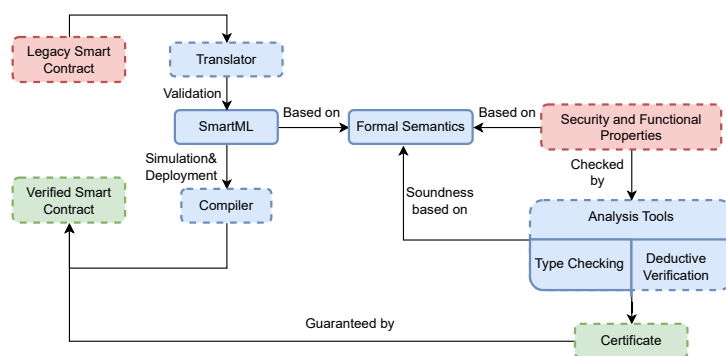 Legacy Smart
Contract
Translator
Validation
SmartML
Based on
Formal Semantics
Based on
Security and Functional
Properties
Simulation&
Deployment
Checked
by
Verified Smart
Contract
Compiler
Soundness
based on
Analysis Tools
Type Checking
Deductive
Verification
Guaranteed by
Certificate